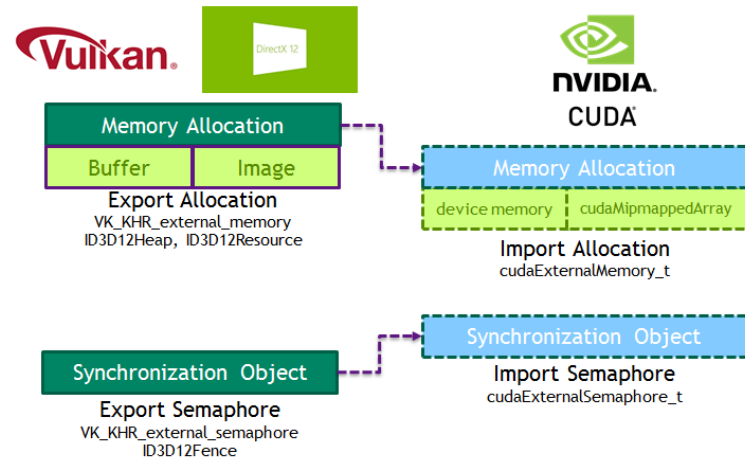 Vulkan.
DirectX 12
NVIDIA.
CUDA
Memory Allocation
Buffer
Image
Export Allocation
VK_KHR_external_memory
ID3D12Heap, ID3D12Resource
Memory Allocation
device memory
cudaMipmappedArray
Import Allocation
cudaExternalMemory_t
Synchronization Object
Export Semaphore
VK_KHR_external_semaphore
ID3D12Fence
Synchronization Object
Import Semaphore
cudaExternalSemaphore_t